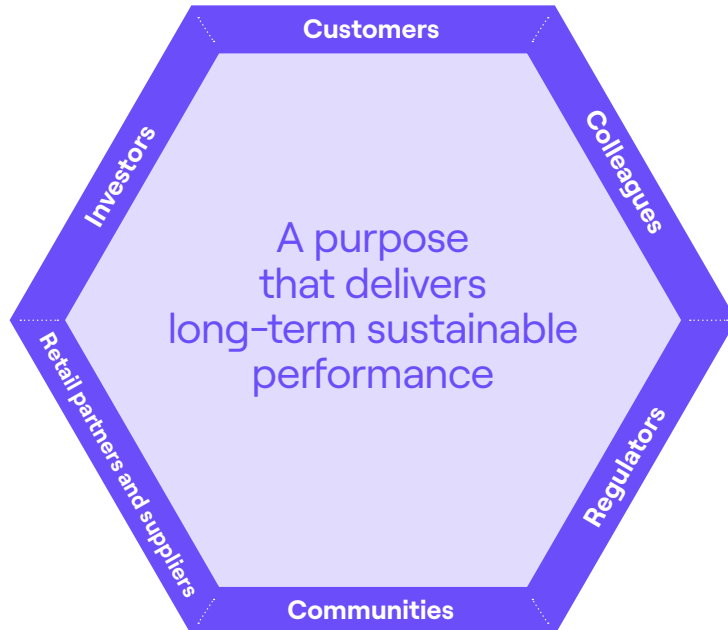 Customers
Colleagues
Investors
A purpose
that delivers
long-term sustainable
performance
Retail partners and suppliers
Regulators
Communities